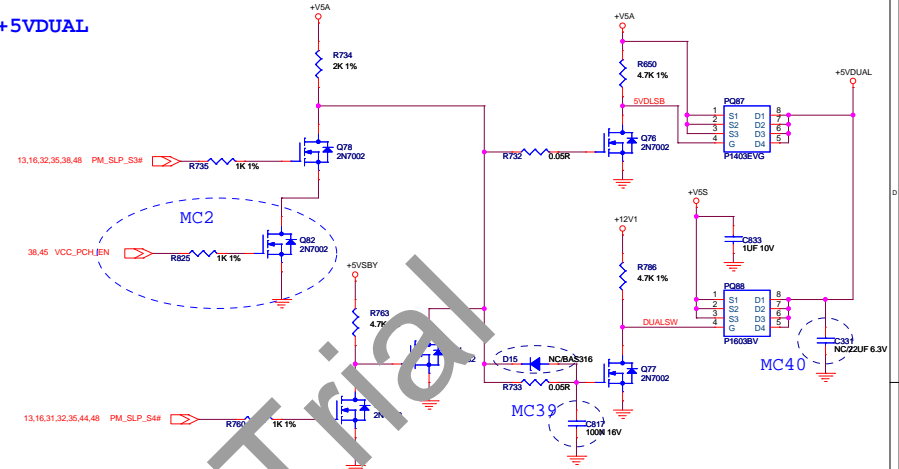 +5VDUAL
+V5A
R734
2K 1%
Q78
2N7002
13,16,32,35,38,48 PM_SLP_S3#
R735
1K 1%
MC2
38,45 VCC_PCH_EN
R825
1K 1%
Q82
2N7002
+5VSBY
R763
4.7K
13,16,31,32,35,44,48 PM_SLP_S4#
R760
1K 1%
+V5A
R650
4.7K 1%
5VDLSB
R732
0.05R
Q76
2N7002
PQ87
1 S1 D1 8
2 S2 D2 7
3 S3 D3 6
4 G D4 5
P1403EVG
+5VDUAL
+V5S
C833
1UF 10V
+12V1
R786
4.7K 1%
DUALSW
PQ88
1 S1 D1 8
2 S2 D2 7
3 S3 D3 6
4 G D4 5
P1603BV
C331
NC/22UF 6.3V
MC40
D15
NC/BAS316
R733
0.05R
Q77
2N7002
MC39
C817
100N 16V
D
Trial